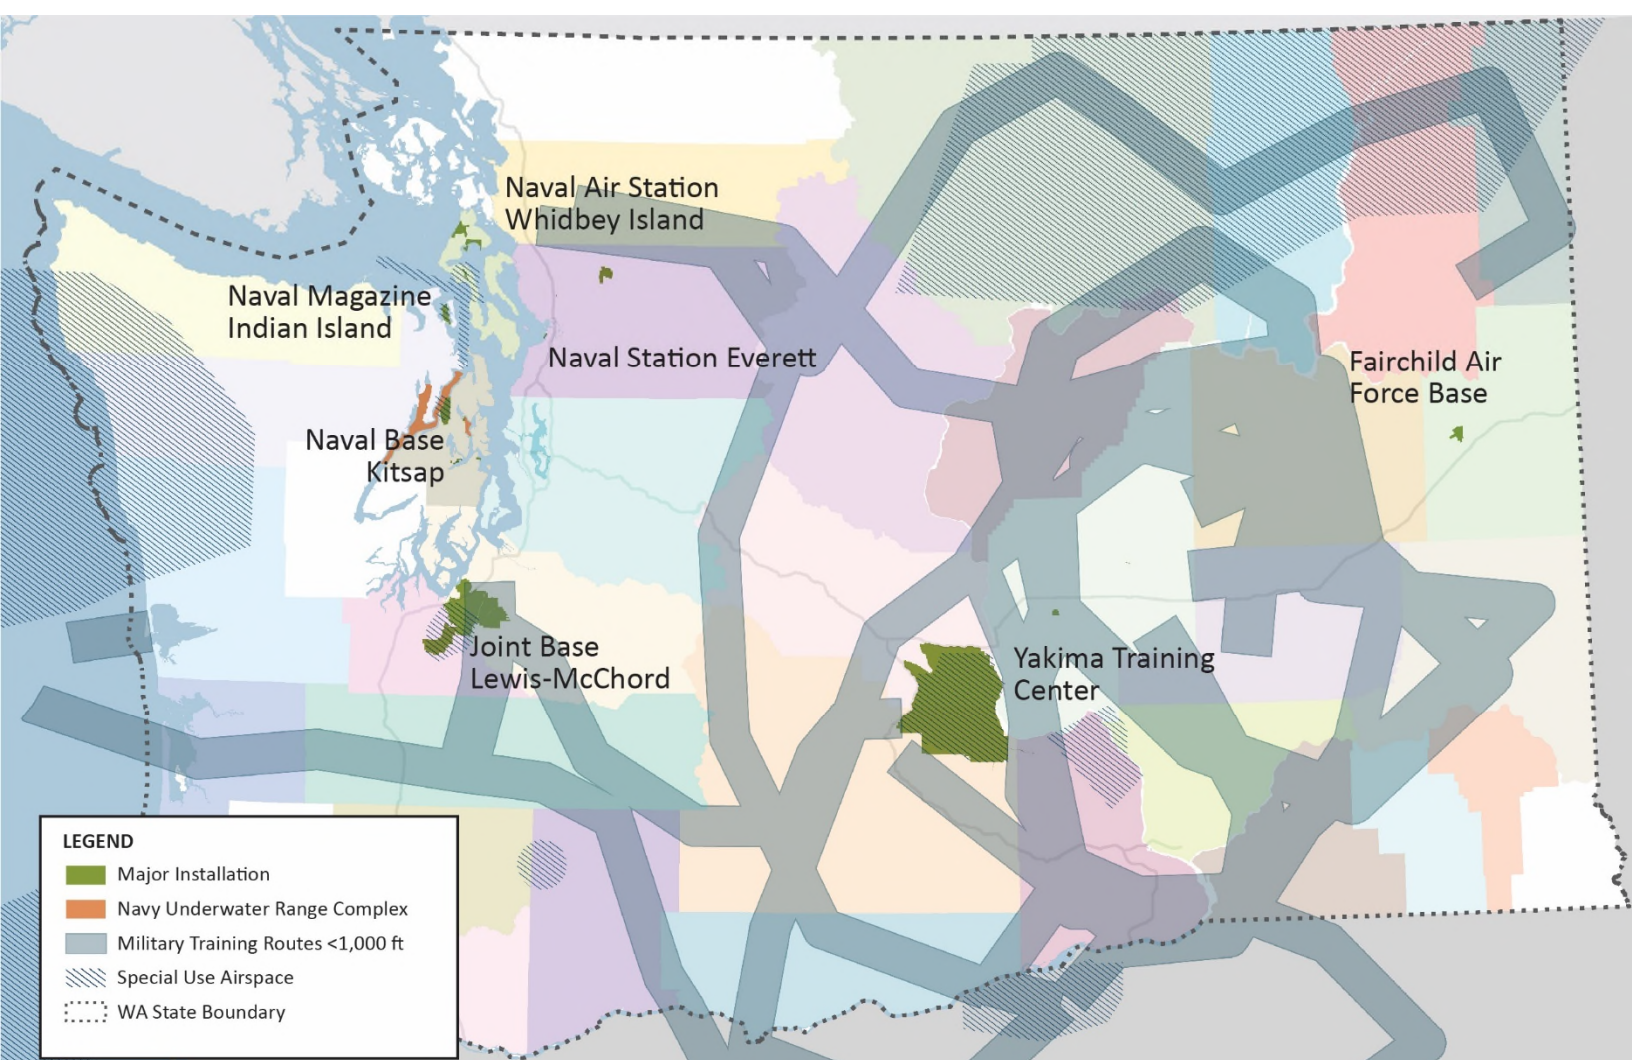 Naval Air Station
Whidbey Island
Naval Magazine
Indian Island
Naval Station Everett
Fairchild Air
Force Base
Naval Base
Kitsap
Joint Base
Lewis-McChord
Yakima Training
Center
LEGEND
Major Installation
Navy Underwater Range Complex
Military Training Routes <1,000 ft
Special Use Airspace
WA State Boundary